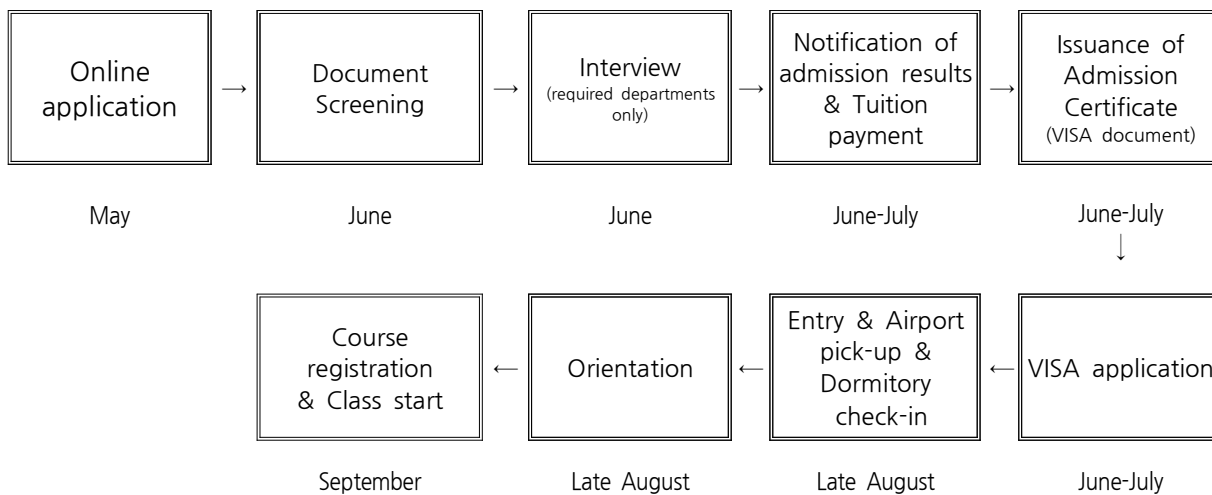 Online
application
→
Document
Screening
→
Interview
(required departments
only)
→
Notification of
admission results
& Tuition
payment
→
Issuance of
Admission
Certificate
(VISA document)
May
June
June
June-July
June-July
↓
VISA application
←
Entry & Airport
pick-up &
Dormitory
check-in
←
Orientation
←
Course
registration
& Class start
June-July
Late August
Late August
September